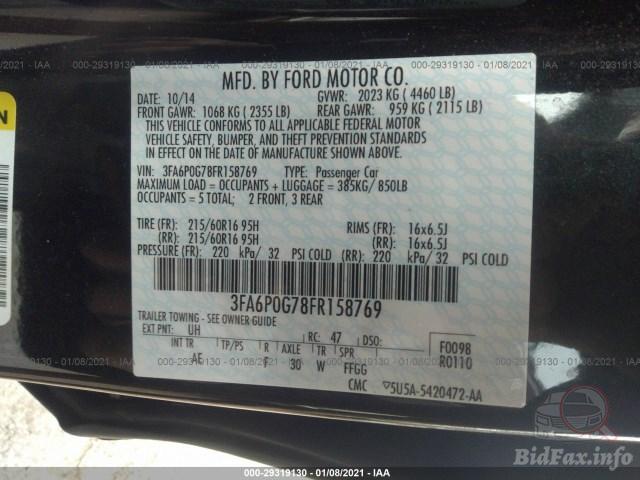 000-29319130 - 01/08/2021 - IAA
MFD. BY FORD MOTOR CO.
DATE: 10/14 GVWR: 2023 KG ( 4460 LB)
FRONT GAWR: 1068 KG ( 2355 LB) REAR GAWR: 959 KG ( 2115 LB)
THIS VEHICLE CONFORMS TO ALL APPLICABLE FEDERAL MOTOR
VEHICLE SAFETY, BUMPER, AND THEFT PREVENTION STANDARDS
IN EFFECT ON THE DATE OF MANUFACTURE SHOWN ABOVE.
VIN: 3FA6P0G78FR158769 TYPE: Passenger Car
MAXIMUM LOAD = OCCUPANTS + LUGGAGE = 385KG/ 850LB
OCCUPANTS = 5 TOTAL; 2 FRONT, 3 REAR
TIRE (FR): 215/60R16 95H RIMS (FR): 16x6.5J
(RR): 215/60R16 95H (RR): 16x6.5J
PRESSURE (FR): 220 kPa/ 32 PSI COLD (RR): 220 kPa/ 32 PSI COLD
3FA6P0G78FR158769
TRAILER TOWING - SEE OWNER GUIDE
EXT PNT: UH RC: 47 DSO: F0098
INT TR TP/PS R AXLE TR SPR R0110
AE F 30 W FFGG
CMC 5U5A-5420472-AA
BidFax.info
000-29319130 - 01/08/2021 - IAA